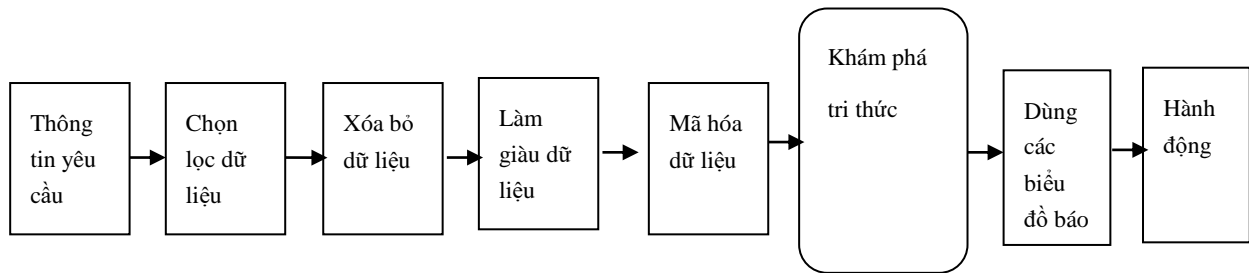 Thông
tin yêu
cầu
Chọn
lọc dữ
liệu
Xóa bỏ
dữ liệu
Làm
giàu dữ
liệu
Mã hóa
dữ liệu
Khám phá
tri thức
Dùng
các
biểu
đồ báo
Hành
động